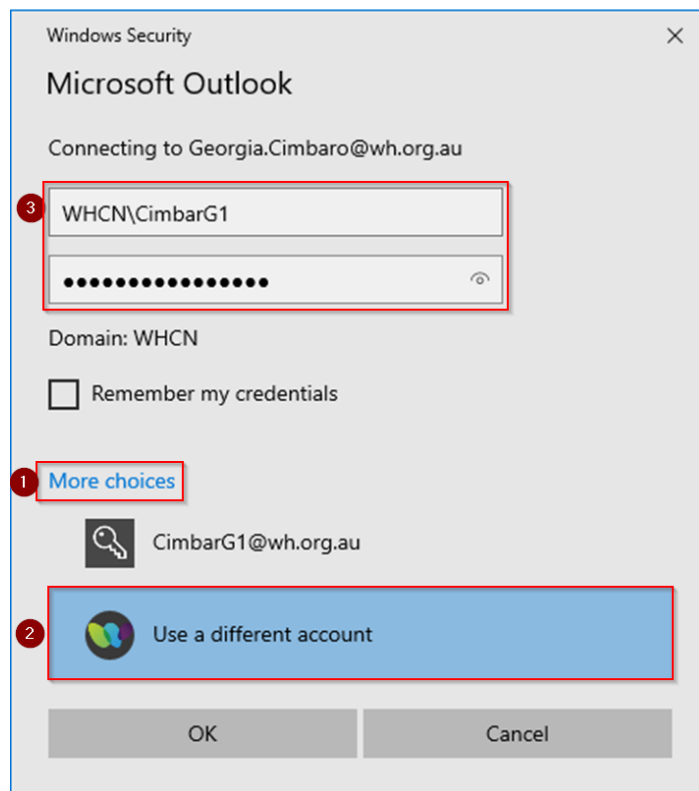 Windows Security
Microsoft Outlook
Connecting to Georgia.Cimbaro@wh.org.au
3
WHCN\CimbarG1
●●●●●●●●●●●●●●●●
Domain: WHCN
Remember my credentials
1 More choices
CimbarG1@wh.org.au
2 Use a different account
OK Cancel